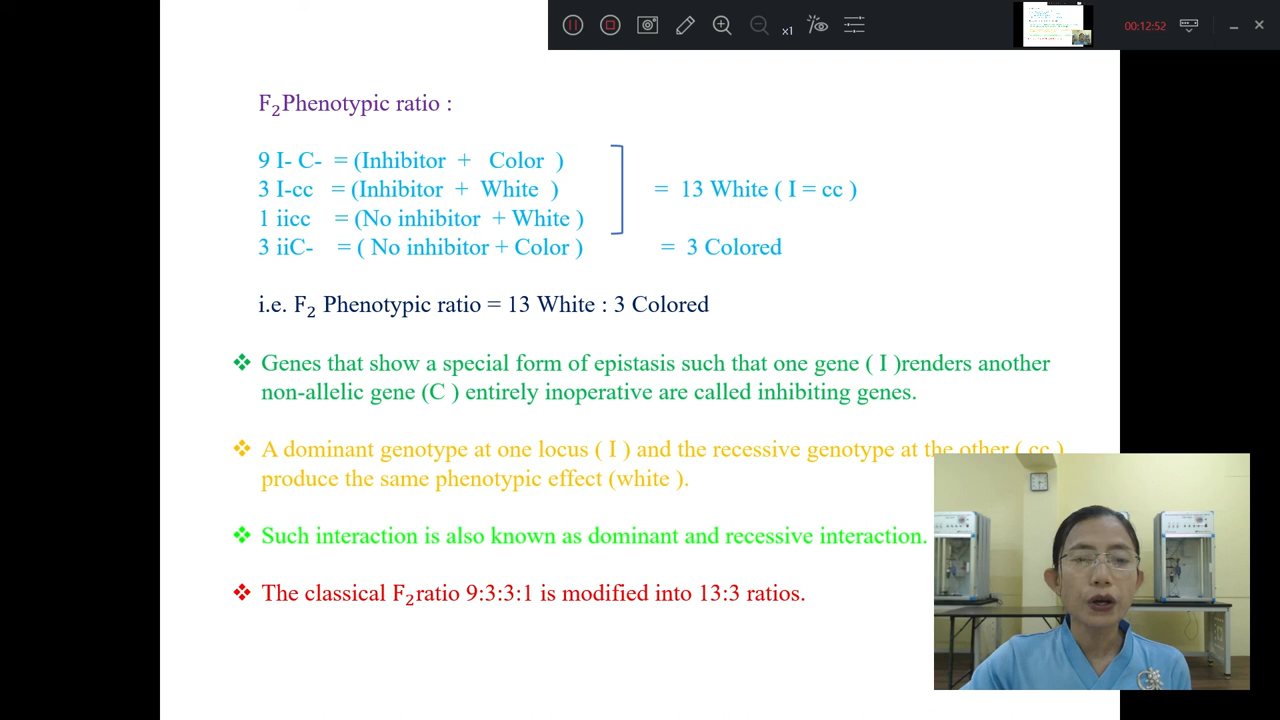 x1
00:12:52
F₂Phenotypic ratio :
9 I- C- = (Inhibitor + Color )
3 I-cc = (Inhibitor + White )
= 13 White ( I = cc )
1 iicc = (No inhibitor + White )
3 iiC- = ( No inhibitor + Color )
= 3 Colored
i.e. F₂ Phenotypic ratio = 13 White : 3 Colored
❖ Genes that show a special form of epistasis such that one gene ( I )renders another
non-allelic gene (C ) entirely inoperative are called inhibiting genes.
❖ A dominant genotype at one locus ( I ) and the recessive genotype at the other ( cc )
produce the same phenotypic effect (white ).
❖ Such interaction is also known as dominant and recessive interaction.
❖ The classical F₂ratio 9:3:3:1 is modified into 13:3 ratios.